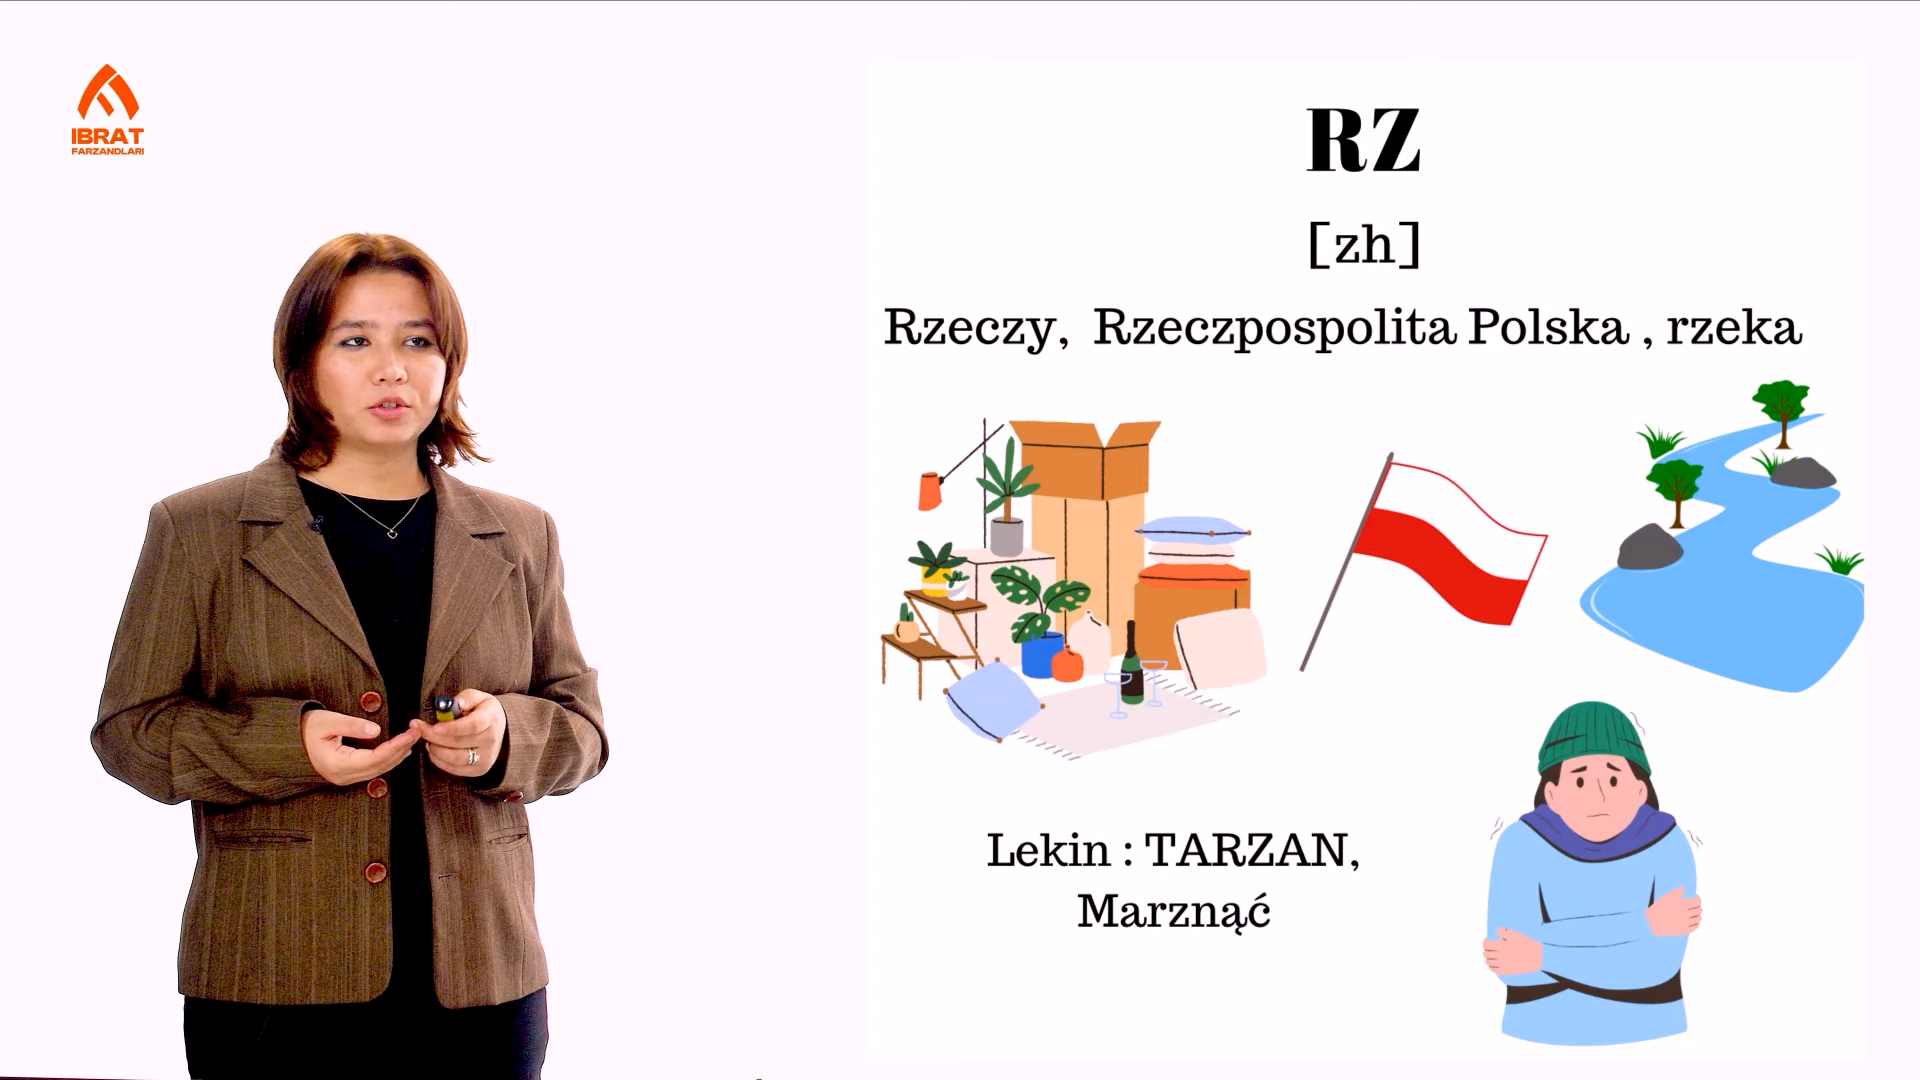 IBRAT
FARZANDLARI
RZ
[zh]
Rzeczy, Rzeczpospolita Polska , rzeka
Lekin : TARZAN,
Marznąć